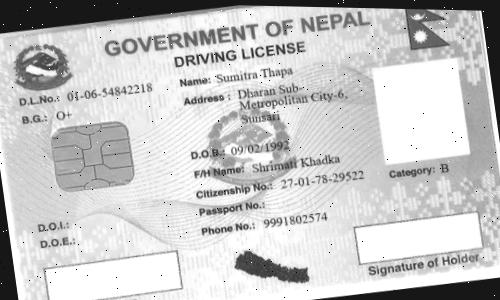 GOVERNMENT OF NEPAL
DRIVING LICENSE
D.L.No.: 01-06-54842218
B.G.: O+
Name: Sumitra Thapa
Address : Dharan Sub-
Metropolitan City-6,
Sunsari
D.O.B.: 09/02/1992
F/H Name: Shrimati Khadka
Citizenship No.: 27-01-78-29522
Passport No.:
Phone No.: 9991802574
Category: B
D.O.I.:
D.O.E.:
Signature of Holder